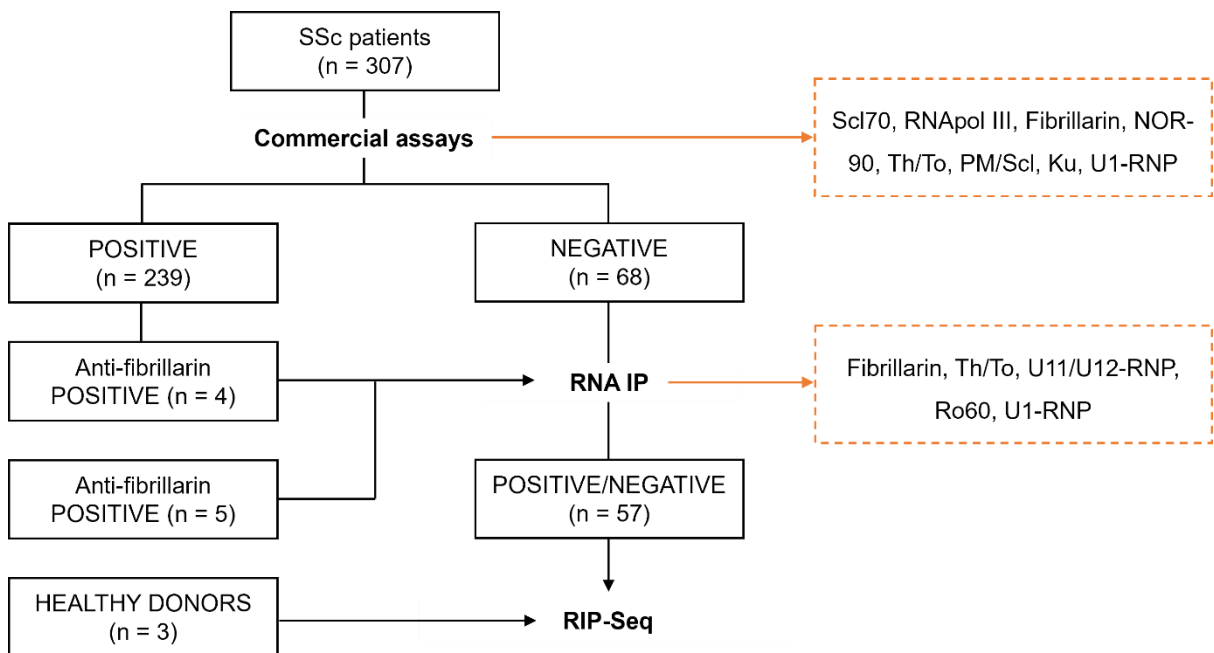 SSc patients
(n = 307)
Commercial assays
Scl70, RNApol III, Fibrillarin, NOR-
90, Th/To, PM/Scl, Ku, U1-RNP
POSITIVE
(n = 239)
NEGATIVE
(n = 68)
Anti-fibrillarin
POSITIVE (n = 4)
RNA IP
Fibrillarin, Th/To, U11/U12-RNP,
Ro60, U1-RNP
Anti-fibrillarin
POSITIVE (n = 5)
POSITIVE/NEGATIVE
(n = 57)
HEALTHY DONORS
(n = 3)
RIP-Seq